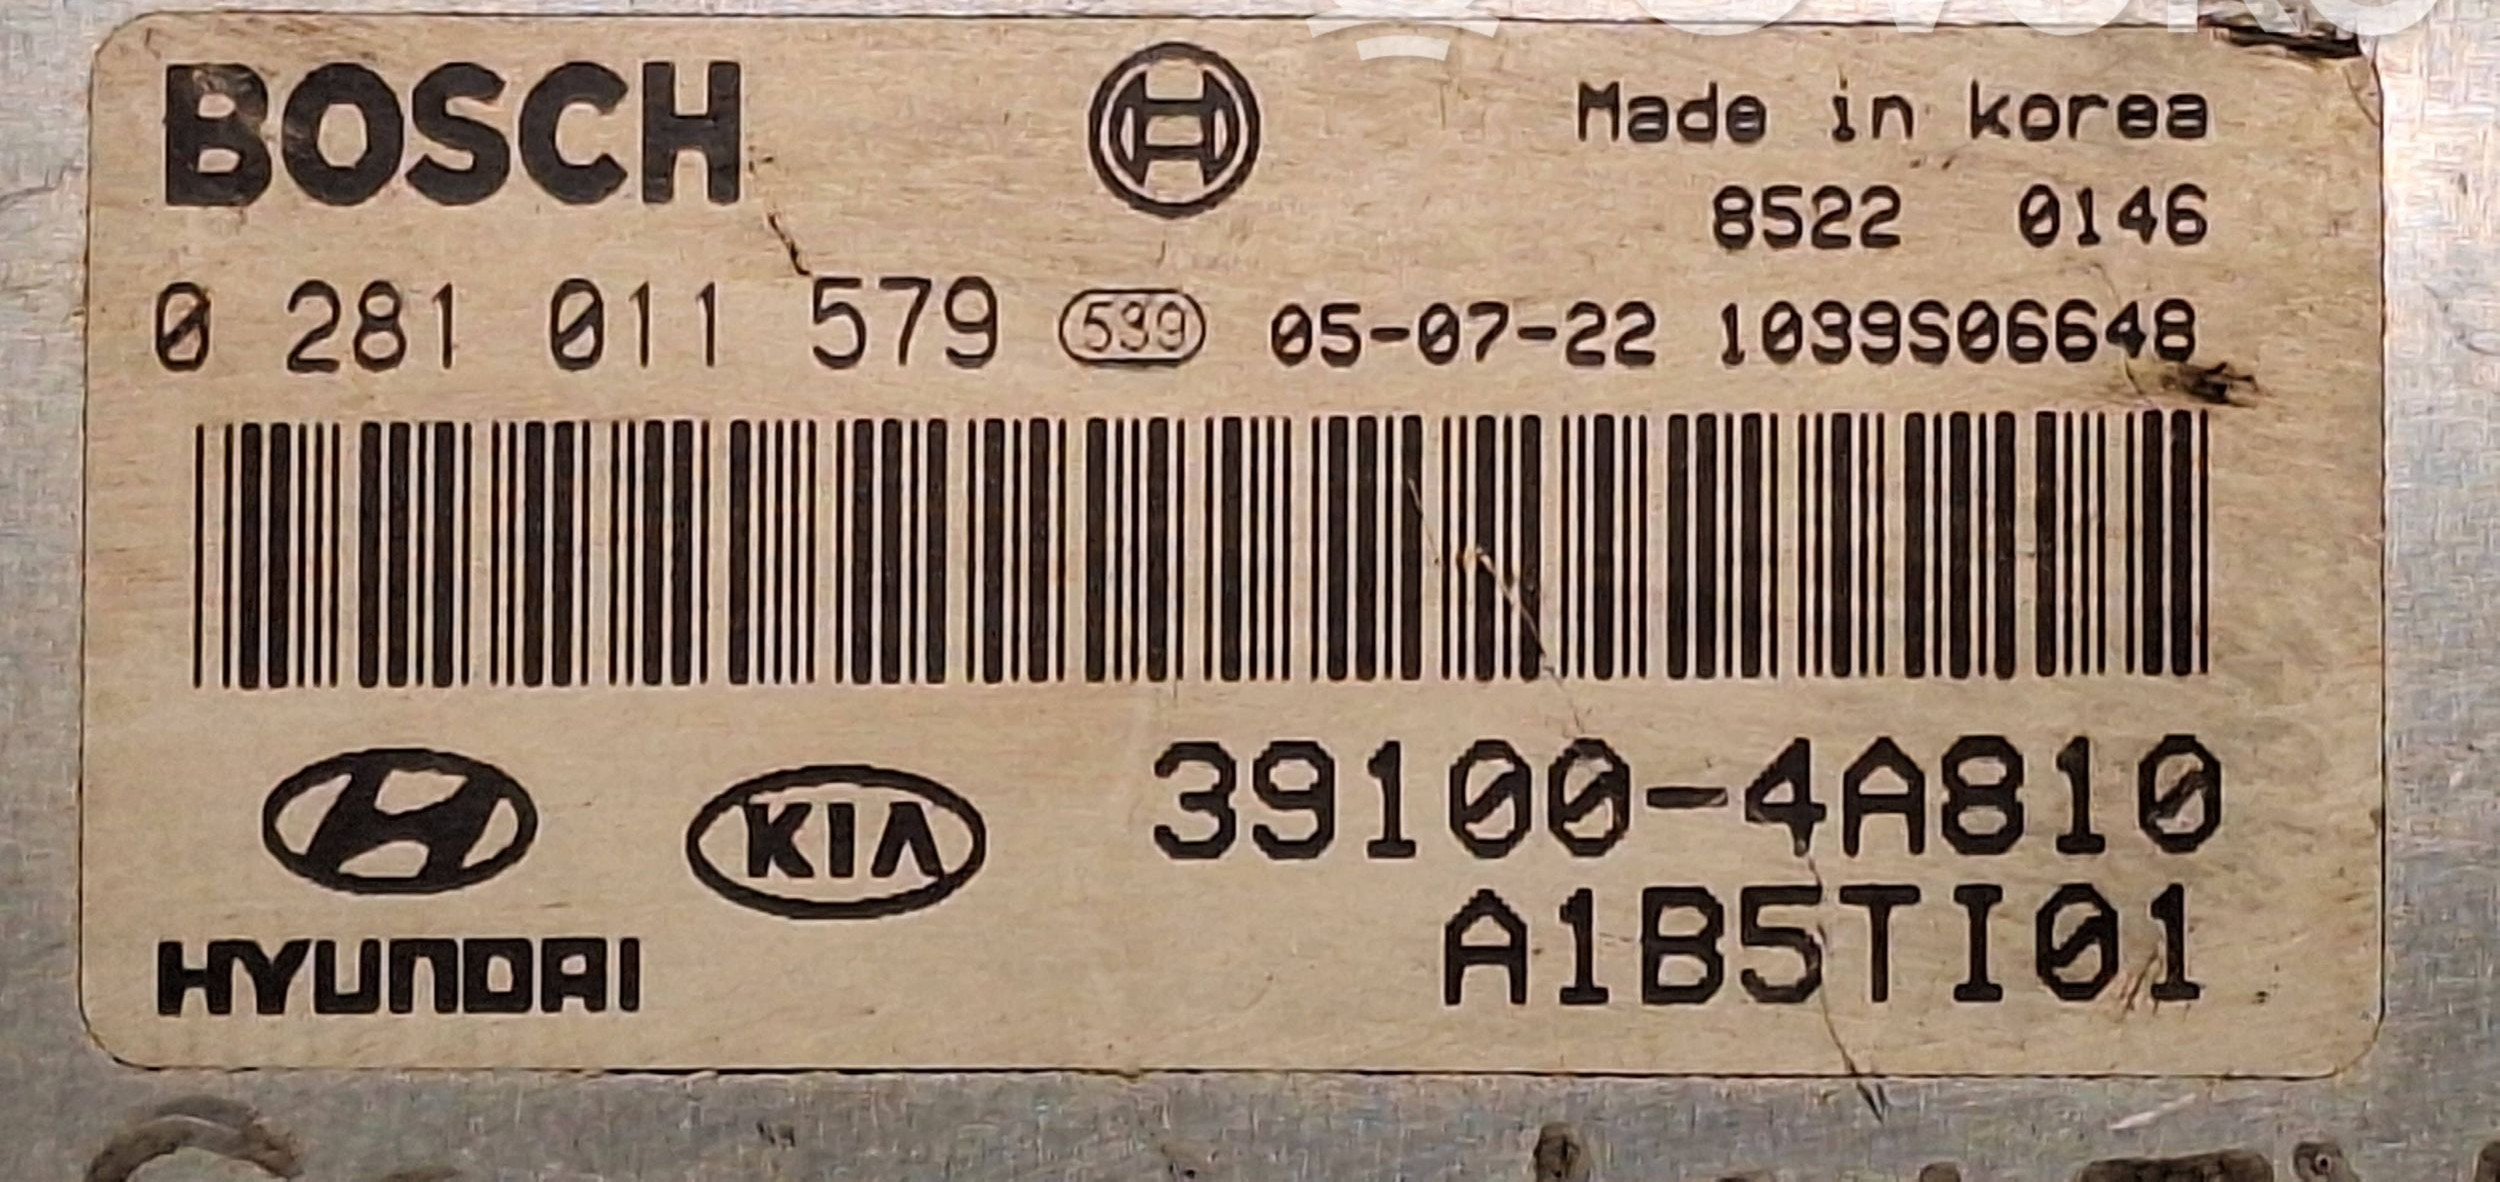 BOSCH
Made in korea
8522 0146
0 281 011 579 539 05-07-22 1039S06648
KIA
39100-4A810
A1B5TI01
HYUNDAI